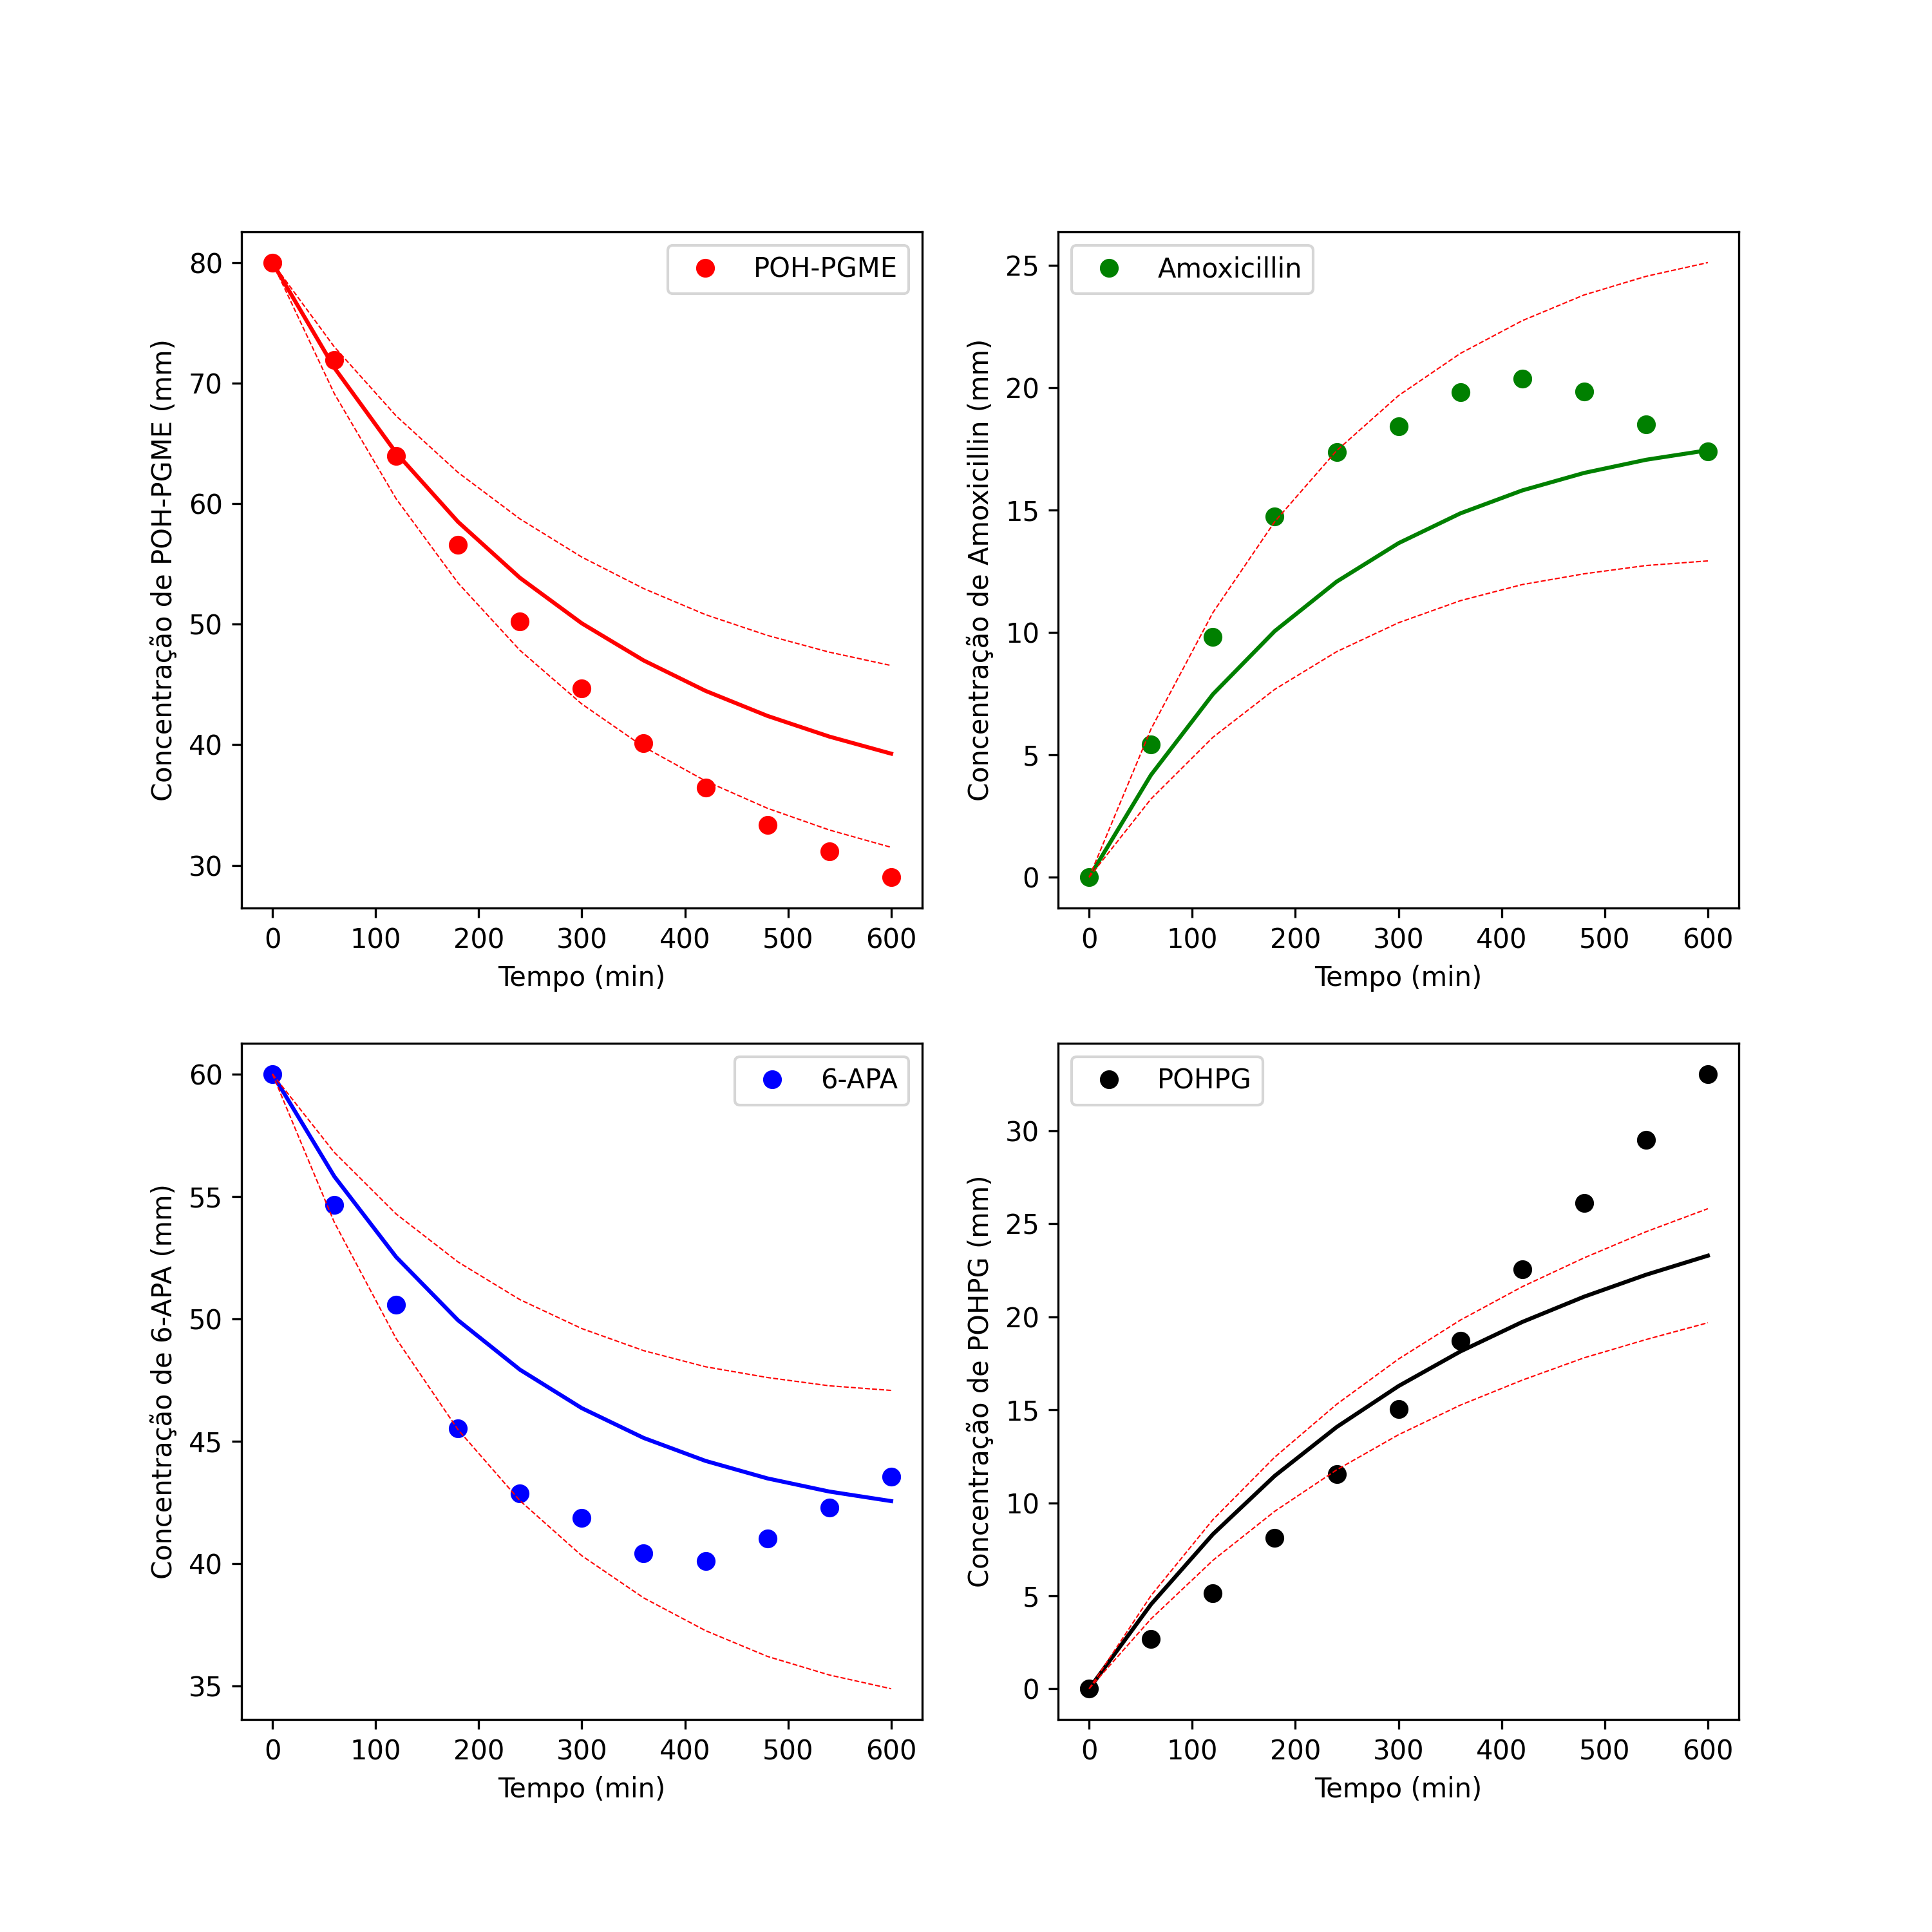 POH-PGME
Concentração de POH-PGME (mm)
80
70
60
50
40
30
0 100 200 300 400 500 600
Tempo (min)
Amoxicillin
Concentração de Amoxicillin (mm)
25
20
15
10
5
0
0 100 200 300 400 500 600
Tempo (min)
6-APA
Concentração de 6-APA (mm)
60
55
50
45
40
35
0 100 200 300 400 500 600
Tempo (min)
POHPG
Concentração de POHPG (mm)
30
25
20
15
10
5
0
0 100 200 300 400 500 600
Tempo (min)